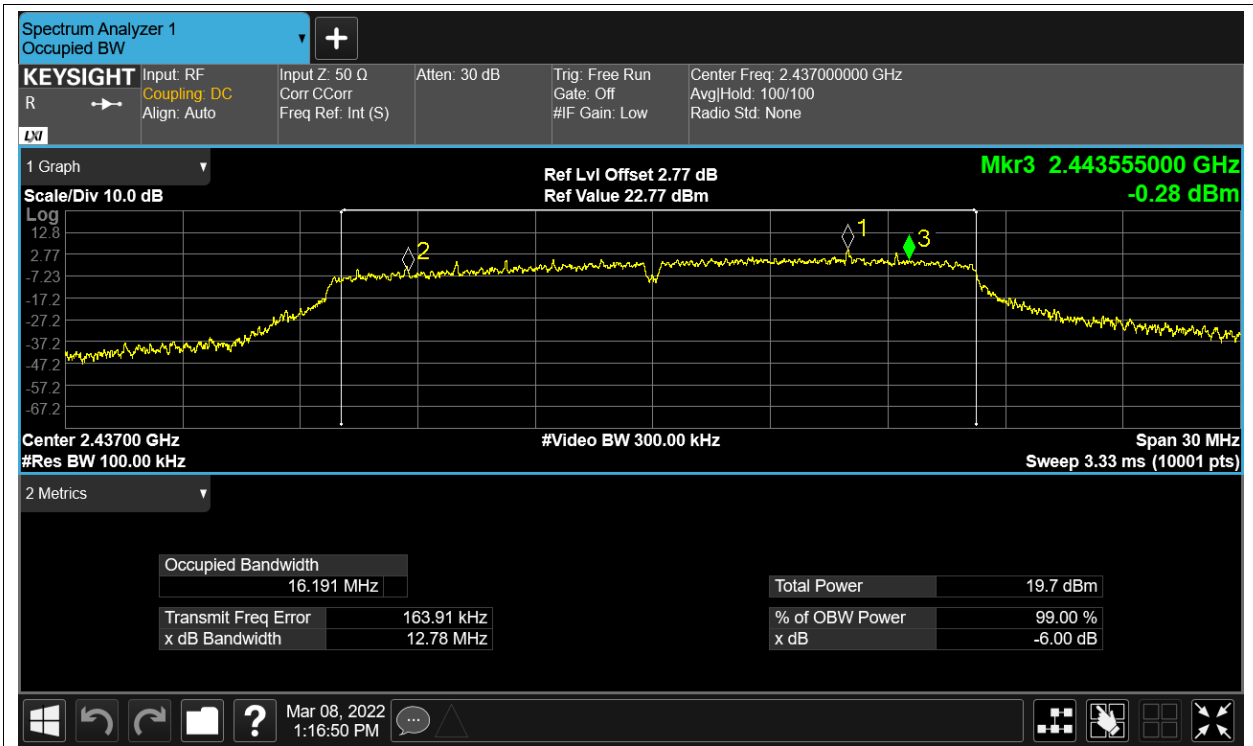 Spectrum Analyzer 1
Occupied BW
KEYSIGHT
R
LXI
Input: RF
Coupling: DC
Align: Auto
Input Z: 50 Ω
Corr CCorr
Freq Ref: Int (S)
Atten: 30 dB
Trig: Free Run
Gate: Off
#IF Gain: Low
Center Freq: 2.437000000 GHz
Avg|Hold: 100/100
Radio Std: None
1 Graph
Scale/Div 10.0 dB
Ref Lvl Offset 2.77 dB
Ref Value 22.77 dBm
Mkr3 2.443555000 GHz
-0.28 dBm
Log
12.8
2.77
-7.23
-17.2
-27.2
-37.2
-47.2
-57.2
-67.2
2
1
3
Center 2.43700 GHz
#Video BW 300.00 kHz
Span 30 MHz
#Res BW 100.00 kHz
Sweep 3.33 ms (10001 pts)
2 Metrics
Occupied Bandwidth
16.191 MHz
Total Power 19.7 dBm
Transmit Freq Error 163.91 kHz
% of OBW Power 99.00 %
x dB Bandwidth 12.78 MHz
x dB -6.00 dB
?
Mar 08, 2022
1:16:50 PM